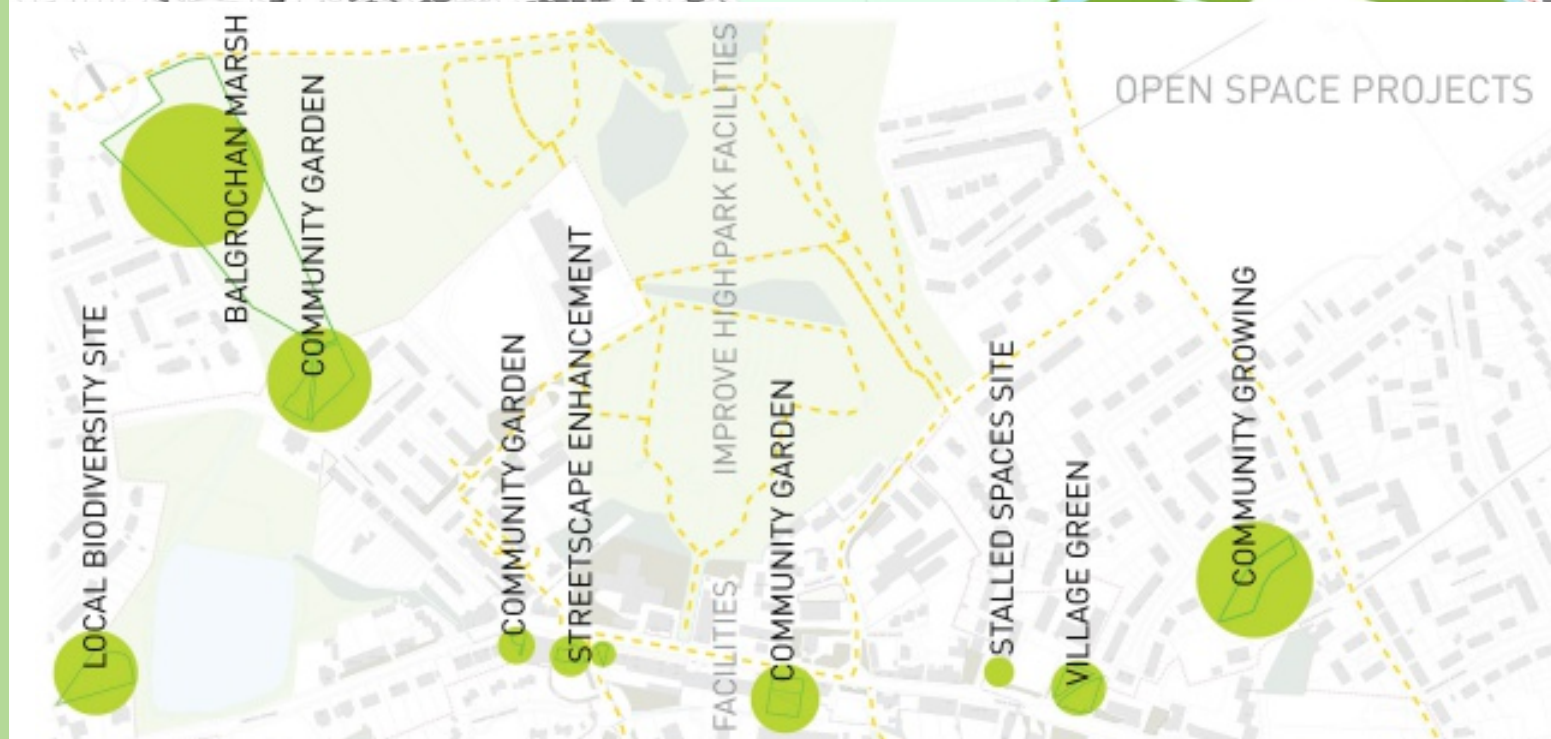 OPEN SPACE PROJECTS
N
BALGROCHAN MARSH
COMMUNITY GARDEN
LOCAL BIODIVERSITY SITE
COMMUNITY GARDEN
STREETSCAPE ENHANCEMENT
IMPROVE HIGH PARK FACILITIES
FACILITIES
COMMUNITY GARDEN
STALLED SPACES SITE
VILLAGE GREEN
COMMUNITY GROWING